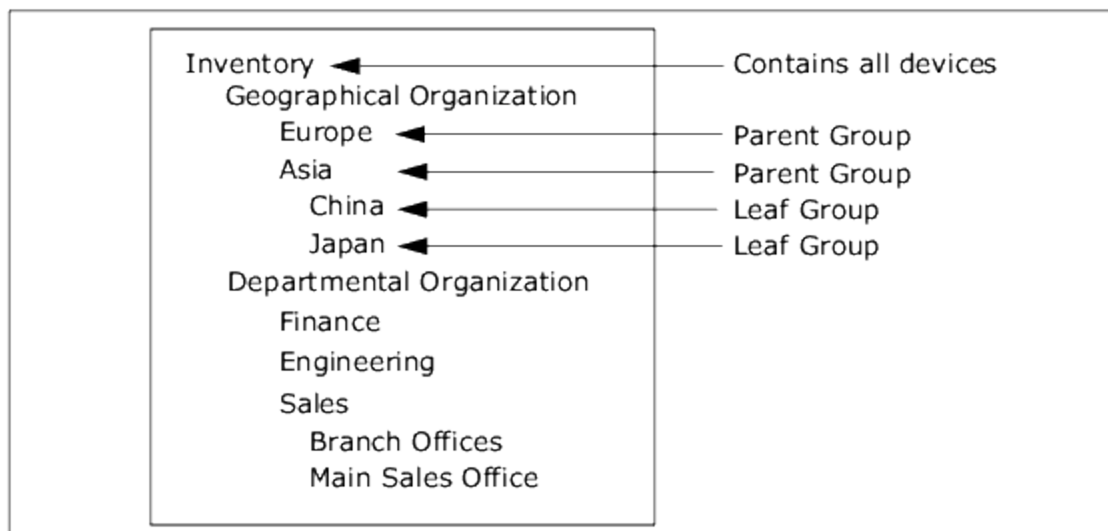 Inventory
Contains all devices
Geographical Organization
Europe
Parent Group
Asia
Parent Group
China
Leaf Group
Japan
Leaf Group
Departmental Organization
Finance
Engineering
Sales
Branch Offices
Main Sales Office